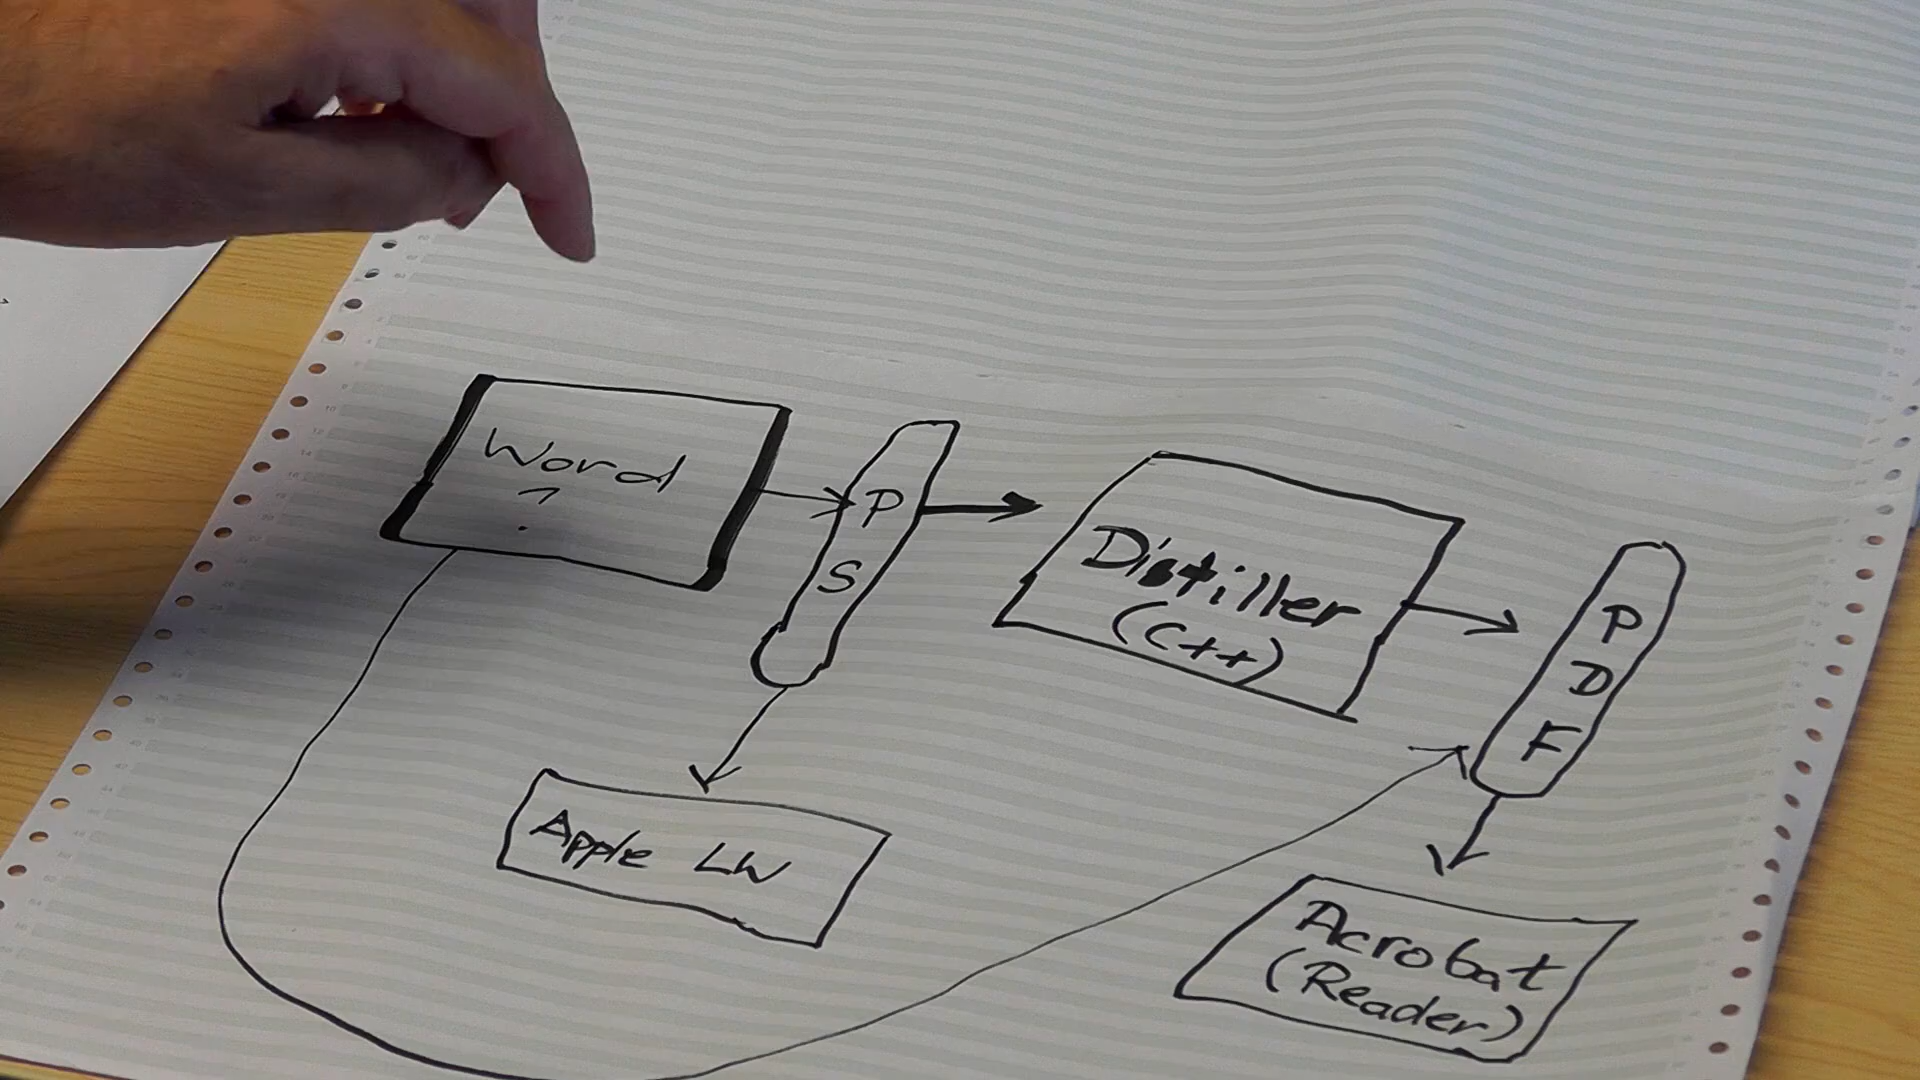 Word
?
P
S
Distiller
(C++)
P
D
F
Apple LW
Acrobat
(Reader)